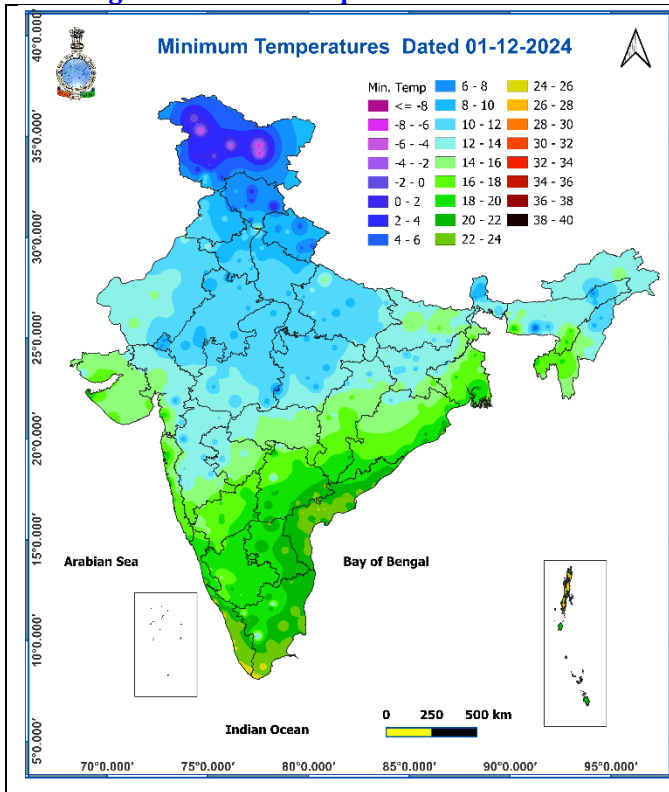 Minimum Temperatures Dated 01-12-2024
Min. Temp
<= -8
-8 - -6
-6 - -4
-4 - -2
-2 - 0
0 - 2
2 - 4
4 - 6
6 - 8
8 - 10
10 - 12
12 - 14
14 - 16
16 - 18
18 - 20
20 - 22
22 - 24
24 - 26
26 - 28
28 - 30
30 - 32
32 - 34
34 - 36
36 - 38
38 - 40
40°0.000'
35°0.000'
30°0.000'
25°0.000'
20°0.000'
15°0.000'
10°0.000'
5°0.000'
Arabian Sea
Bay of Bengal
Indian Ocean
0 250 500 km
70°0.000' 75°0.000' 80°0.000' 85°0.000' 90°0.000' 95°0.000'